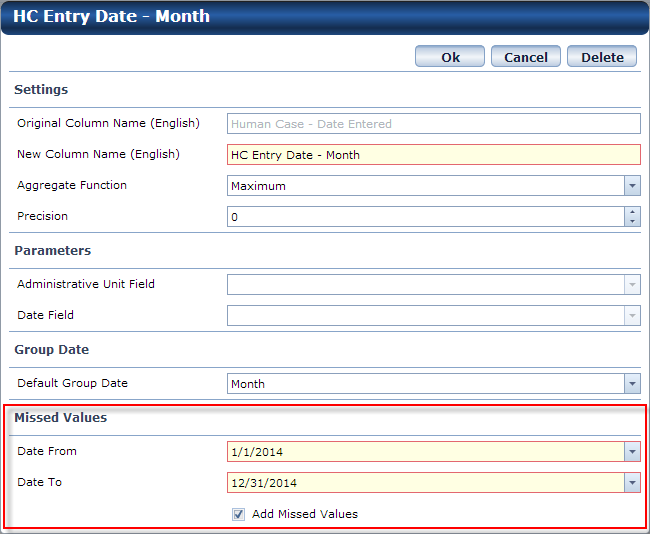 HC Entry Date - Month
Ok Cancel Delete
Settings
Original Column Name (English) Human Case - Date Entered
New Column Name (English) HC Entry Date - Month
Aggregate Function Maximum
Precision 0
Parameters
Administrative Unit Field
Date Field
Group Date
Default Group Date Month
Missed Values
Date From 1/1/2014
Date To 12/31/2014
Add Missed Values